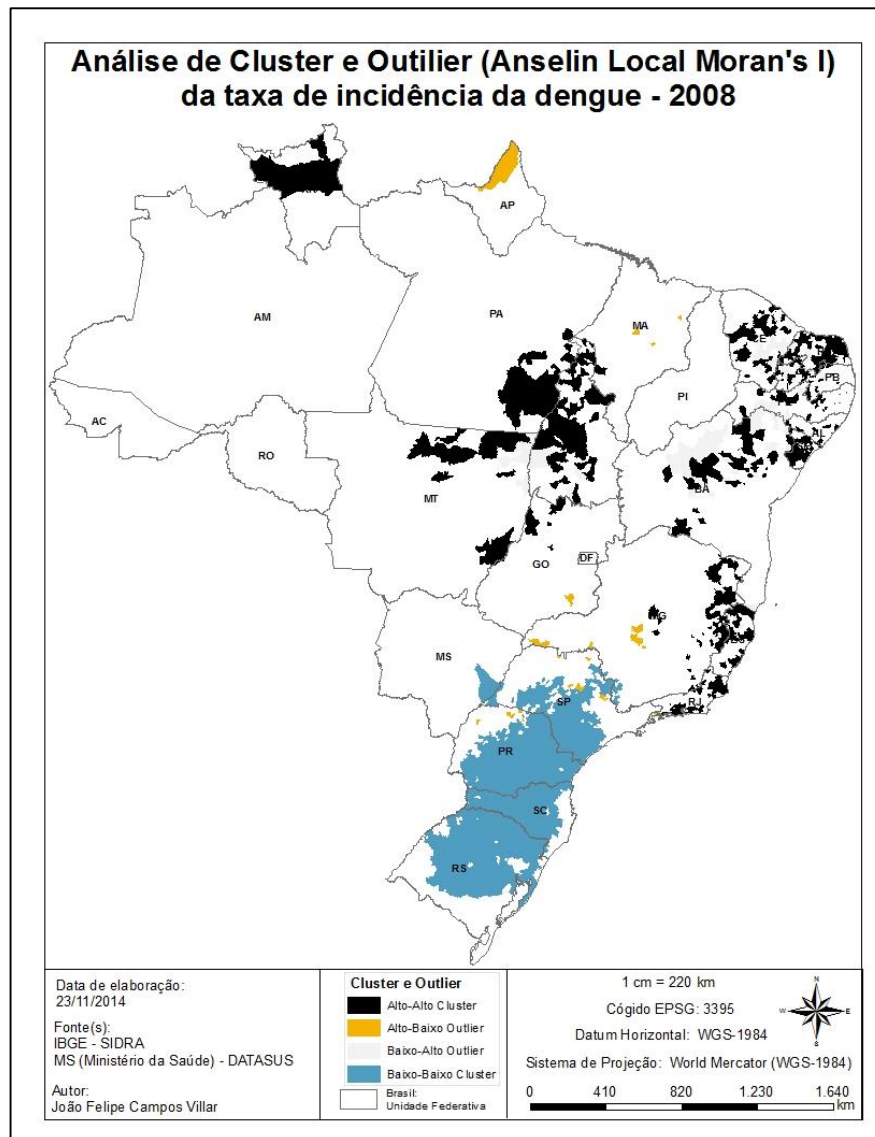 Análise de Cluster e Outilier (Anselin Local Moran's I)
da taxa de incidência da dengue - 2008
AP
AM
PA
MA
CE
PB
PI
AC
RO
AL
BA
MT
GO
DF
MG
ES
MS
SP
RJ
PR
SC
RS
Data de elaboração:
23/11/2014
Fonte(s):
IBGE - SIDRA
MS (Ministério da Saúde) - DATASUS
Autor:
João Felipe Campos Villar
Cluster e Outlier
Alto-Alto Cluster
Alto-Baixo Outlier
Baixo-Alto Outlier
Baixo-Baixo Cluster
Brasil:
Unidade Federativa
1 cm = 220 km
Cógido EPSG: 3395
Datum Horizontal: WGS-1984
Sistema de Projeção: World Mercator (WGS-1984)
N
W E
S
0 410 820 1.230 1.640
km